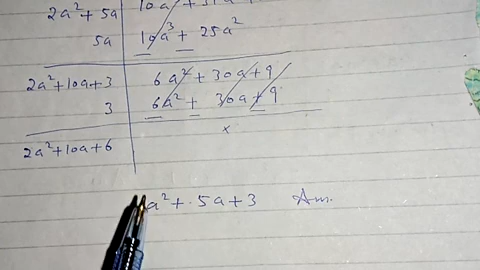 2a²+5a
5a 10a³ + 25a²
2a²+10a+3 6a²+30a+9
3 6a² + 30a+9
x
2a²+10a+6
a²+5a+3 Ans.